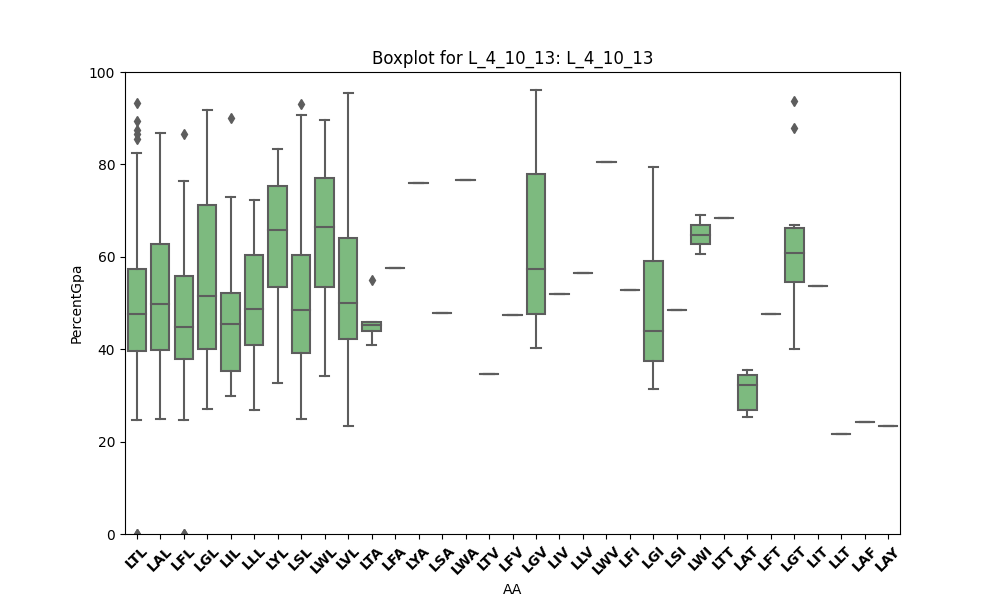 Boxplot for L_4_10_13: L_4_10_13
100
80
60
40
20
0
PercentGpa
LTL LAL LFL LGL LIL LLL LYL LSL LWL LVL LTA LFA LYA LSA LWA LTV LFV LGV LIV LLV LWV LFI LGI LSI LWI LTT LAT LFT LGT LIT LLT LAF LAY
AA